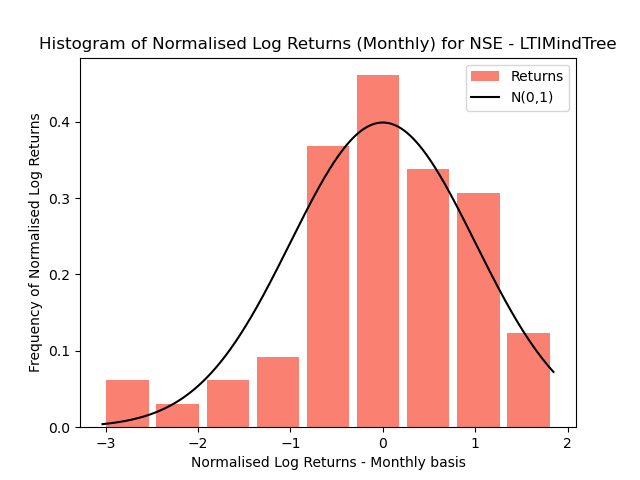 Histogram of Normalised Log Returns (Monthly) for NSE - LTIMindTree
Returns
N(0,1)
Frequency of Normalised Log Returns
0.4
0.3
0.2
0.1
0.0
−3
−2
−1
0
1
2
Normalised Log Returns - Monthly basis